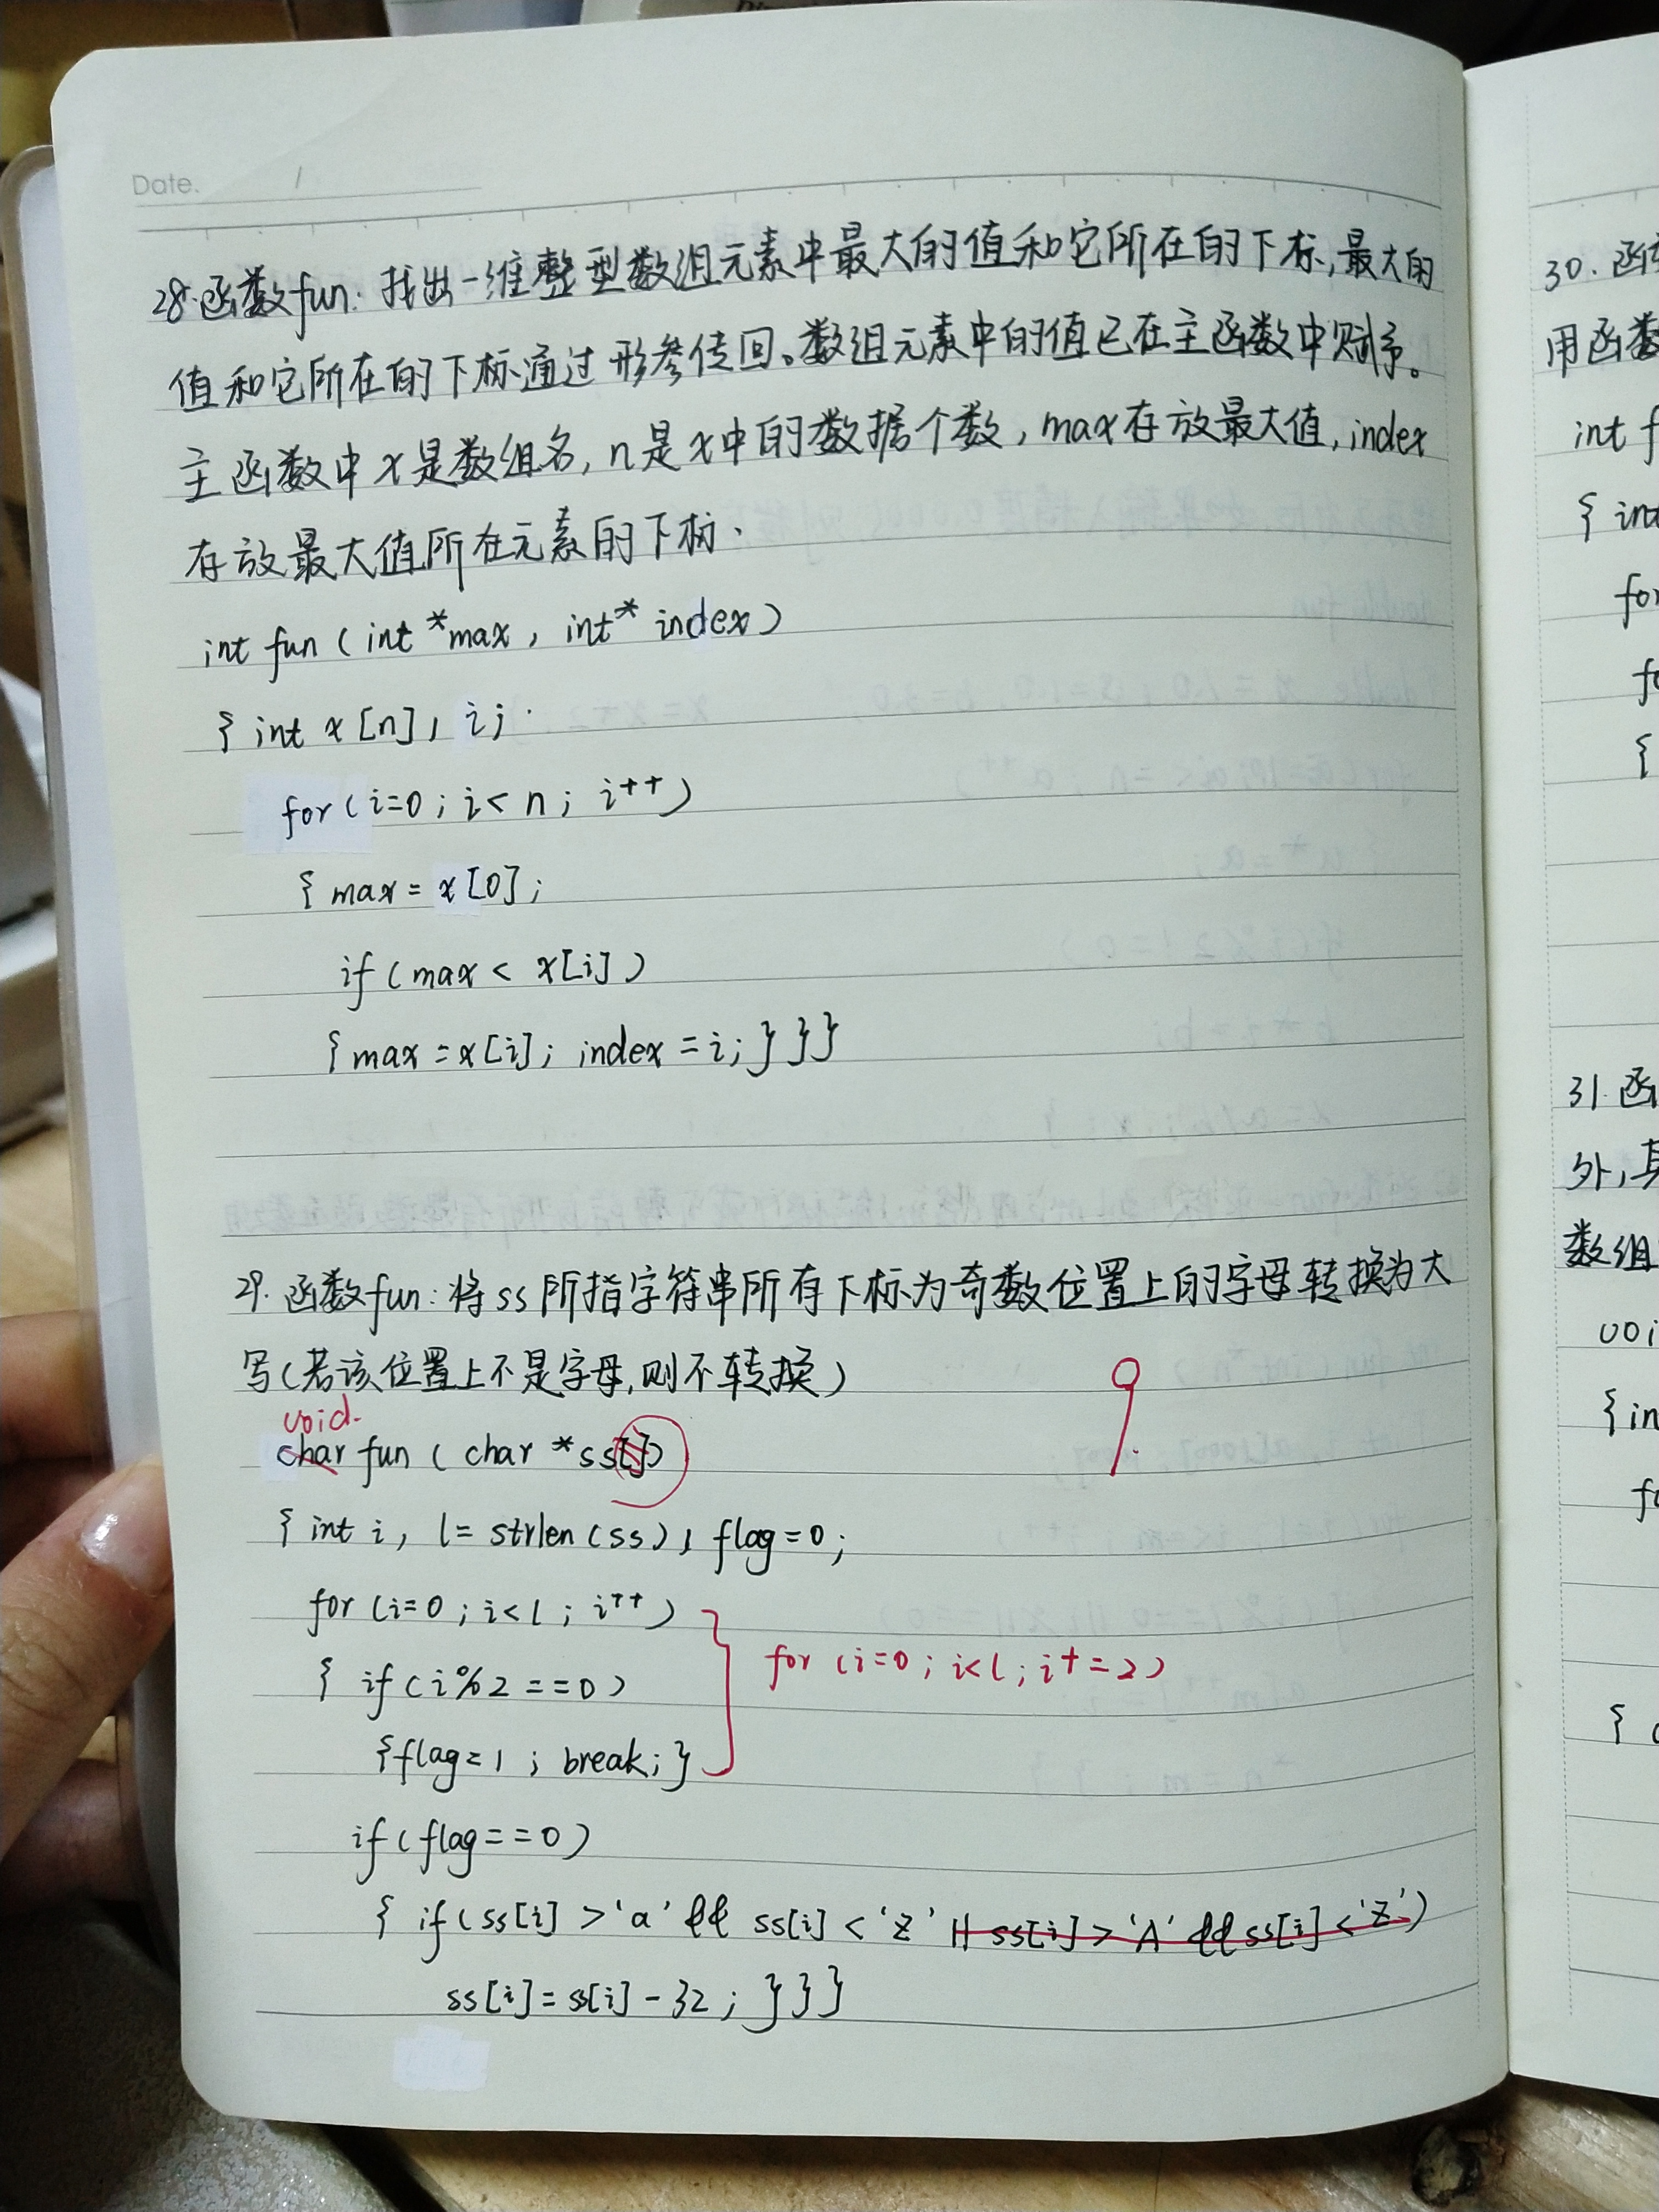 Date. /
28.函数fun:找出一维整型数组元素中最大的值和它所在的下标,最大的
值和它所在的下标通过形参传回。数组元素中的值已在主函数中赋予。
主函数中x是数组名,n是x中的数据个数,max存放最大值,index
存放最大值所在元素的下标.
int fun(int *max, int* index)
{ int x[n], i;
for(i=0; i<n; i++)
{ max = x[0];
if(max < x[i])
{max=x[i]; index=i;}}}
29.函数fun:将ss所指字符串所有下标为奇数位置上的字母转换为大
写(若该位置上不是字母,则不转换)
void
char fun (char *ss[])
{ int i, l=strlen(ss), flag=0;
for(i=0; i<l; i++)
for(i=0; i<l; i+=2)
{ if(i%2==0)
{flag=1; break;}
if(flag==0)
{ if(ss[i]>'a' && ss[i]<'z' || ss[i]>'A' && ss[i]<'Z')
ss[i]=ss[i]-32; }}}
30.函
用函数
int f
{ int
for
fo
{
31.函
外,其
数组
voi
{in
fo
{